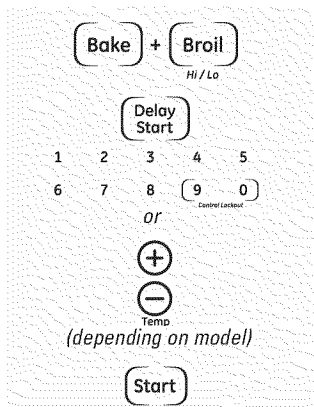 Bake + Broil
Hi / Lo
Delay
Start
1 2 3 4 5
6 7 8 9 0
Control Lockout
or
+
−
Temp
(depending on model)
Start